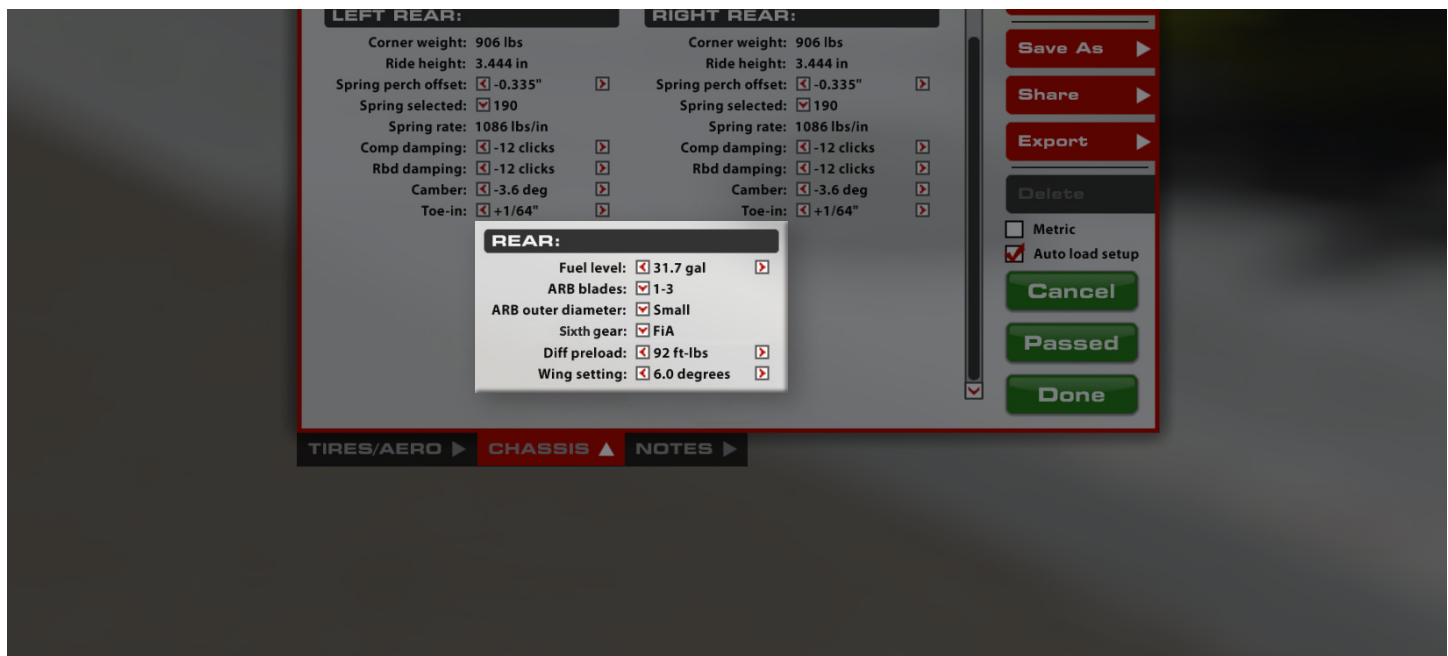 LEFT REAR:
Corner weight: 906 lbs
Ride height: 3.444 in
Spring perch offset: -0.335"
Spring selected: 190
Spring rate: 1086 lbs/in
Comp damping: -12 clicks
Rbd damping: -12 clicks
Camber: -3.6 deg
Toe-in: +1/64"
RIGHT REAR:
Corner weight: 906 lbs
Ride height: 3.444 in
Spring perch offset: -0.335"
Spring selected: 190
Spring rate: 1086 lbs/in
Comp damping: -12 clicks
Rbd damping: -12 clicks
Camber: -3.6 deg
Toe-in: +1/64"
REAR:
Fuel level: 31.7 gal
ARB blades: 1-3
ARB outer diameter: Small
Sixth gear: FiA
Diff preload: 92 ft-lbs
Wing setting: 6.0 degrees
Save As
Share
Export
Delete
Metric
Auto load setup
Cancel
Passed
Done
TIRES/AERO CHASSIS NOTES